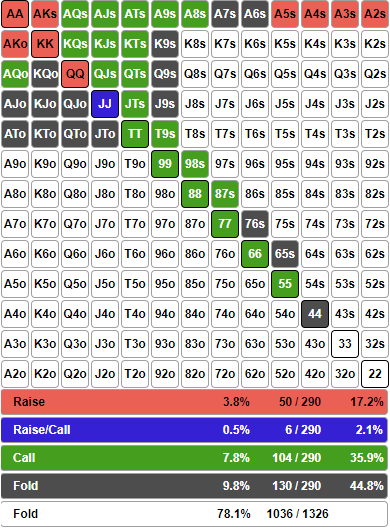 AA AKs AQs AJs ATs A9s A8s A7s A6s A5s A4s A3s A2s
AKo KK KQs KJs KTs K9s K8s K7s K6s K5s K4s K3s K2s
AQo KQo QQ QJs QTs Q9s Q8s Q7s Q6s Q5s Q4s Q3s Q2s
AJo KJo QJo JJ JTs J9s J8s J7s J6s J5s J4s J3s J2s
ATo KTo QTo JTo TT T9s T8s T7s T6s T5s T4s T3s T2s
A9o K9o Q9o J9o T9o 99 98s 97s 96s 95s 94s 93s 92s
A8o K8o Q8o J8o T8o 98o 88 87s 86s 85s 84s 83s 82s
A7o K7o Q7o J7o T7o 97o 87o 77 76s 75s 74s 73s 72s
A6o K6o Q6o J6o T6o 96o 86o 76o 66 65s 64s 63s 62s
A5o K5o Q5o J5o T5o 95o 85o 75o 65o 55 54s 53s 52s
A4o K4o Q4o J4o T4o 94o 84o 74o 64o 54o 44 43s 42s
A3o K3o Q3o J3o T3o 93o 83o 73o 63o 53o 43o 33 32s
A2o K2o Q2o J2o T2o 92o 82o 72o 62o 52o 42o 32o 22
Raise 3.8% 50 / 290 17.2%
Raise/Call 0.5% 6 / 290 2.1%
Call 7.8% 104 / 290 35.9%
Fold 9.8% 130 / 290 44.8%
Fold 78.1% 1036 / 1326